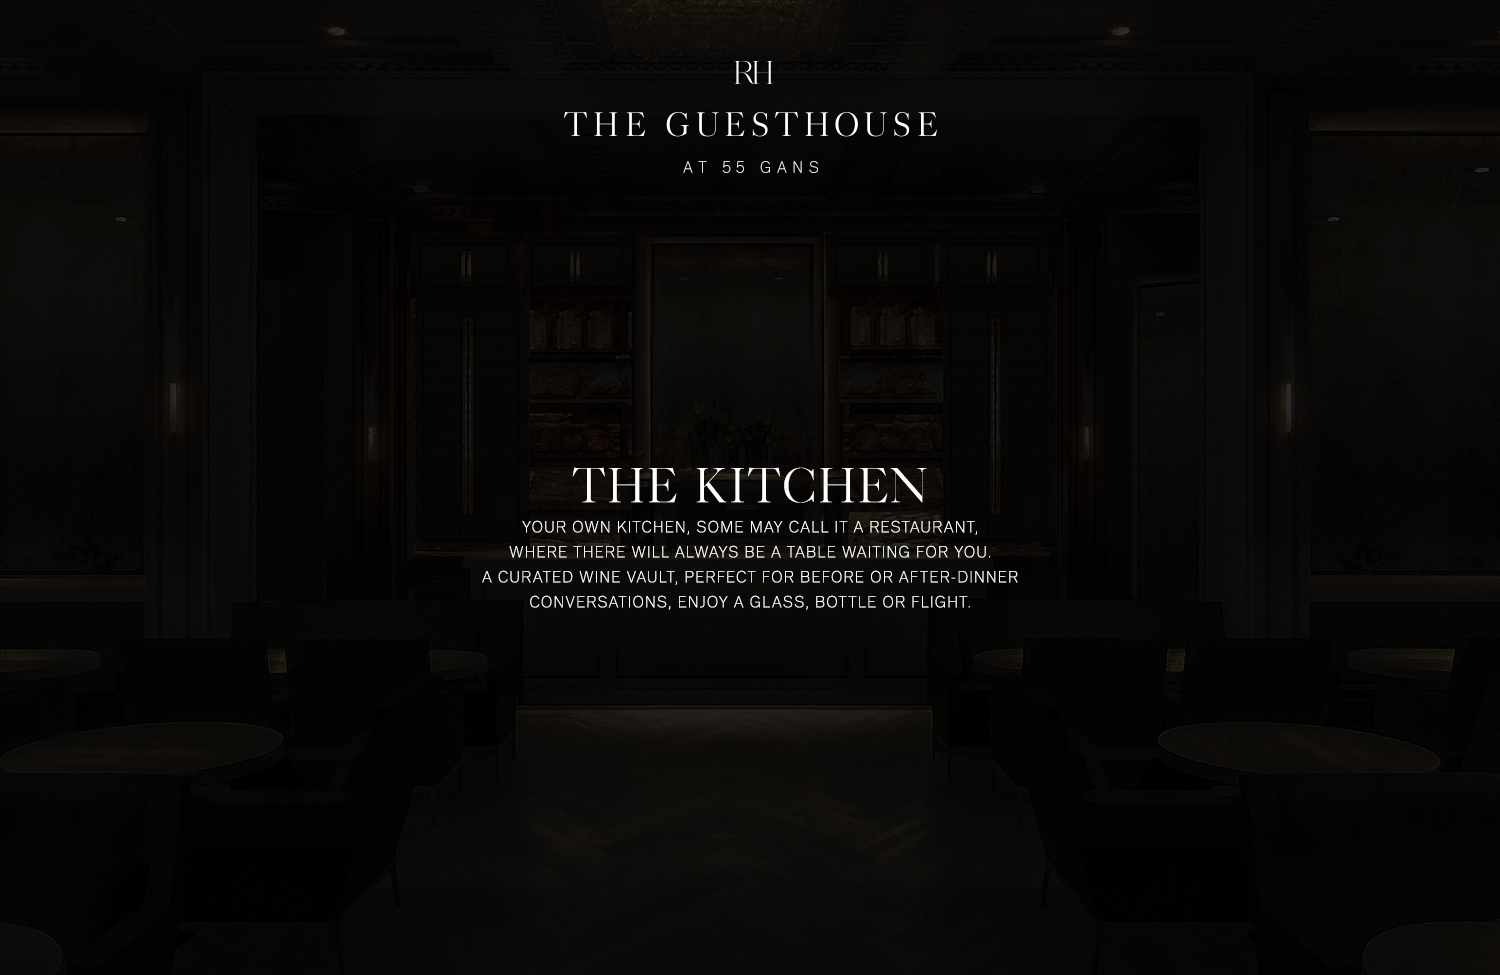 RH
THE GUESTHOUSE
AT 55 GANS
THE KITCHEN
YOUR OWN KITCHEN, SOME MAY CALL IT A RESTAURANT,
WHERE THERE WILL ALWAYS BE A TABLE WAITING FOR YOU.
A CURATED WINE VAULT, PERFECT FOR BEFORE OR AFTER-DINNER
CONVERSATIONS, ENJOY A GLASS, BOTTLE OR FLIGHT.